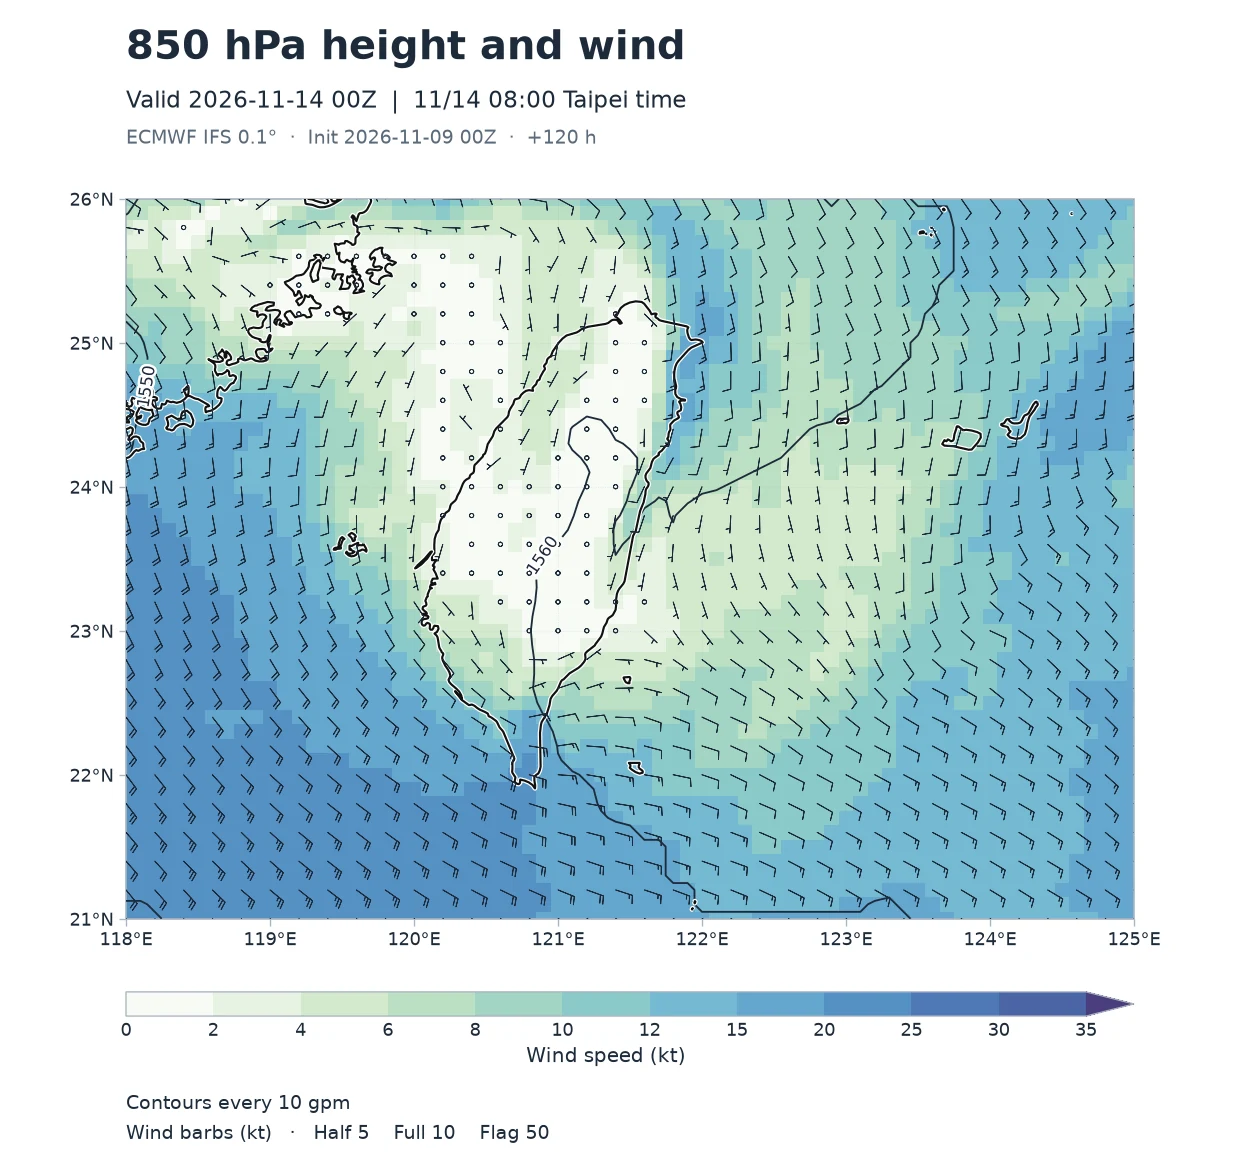 850 hPa height and wind
Valid 2026-11-14 00Z | 11/14 08:00 Taipei time
ECMWF IFS 0.1° · Init 2026-11-09 00Z · +120 h
26°N
25°N
1550
24°N
1560
23°N
22°N
21°N
118°E 119°E 120°E 121°E 122°E 123°E 124°E 125°E
0 2 4 6 8 10 12 15 20 25 30 35
Wind speed (kt)
Contours every 10 gpm
Wind barbs (kt) · Half 5 Full 10 Flag 50